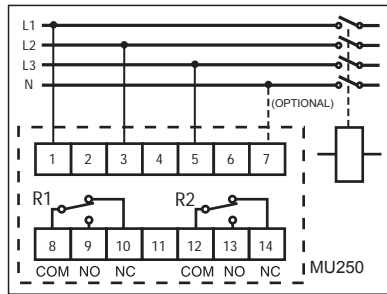 L1
L2
L3
N
(OPTIONAL)
1 2 3 4 5 6 7
R1 R2
8 9 10 11 12 13 14
COM NO NC COM NO NC
MU250